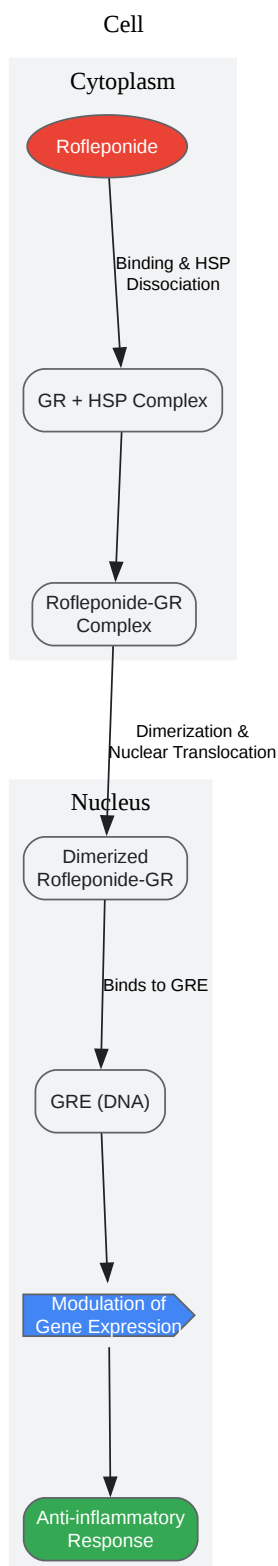 Cell
Cytoplasm
Rofleponide
Binding & HSP
Dissociation
GR + HSP Complex
Rofleponide-GR
Complex
Dimerization &
Nuclear Translocation
Nucleus
Dimerized
Rofleponide-GR
Binds to GRE
GRE (DNA)
Modulation of
Gene Expression
Anti-inflammatory
Response